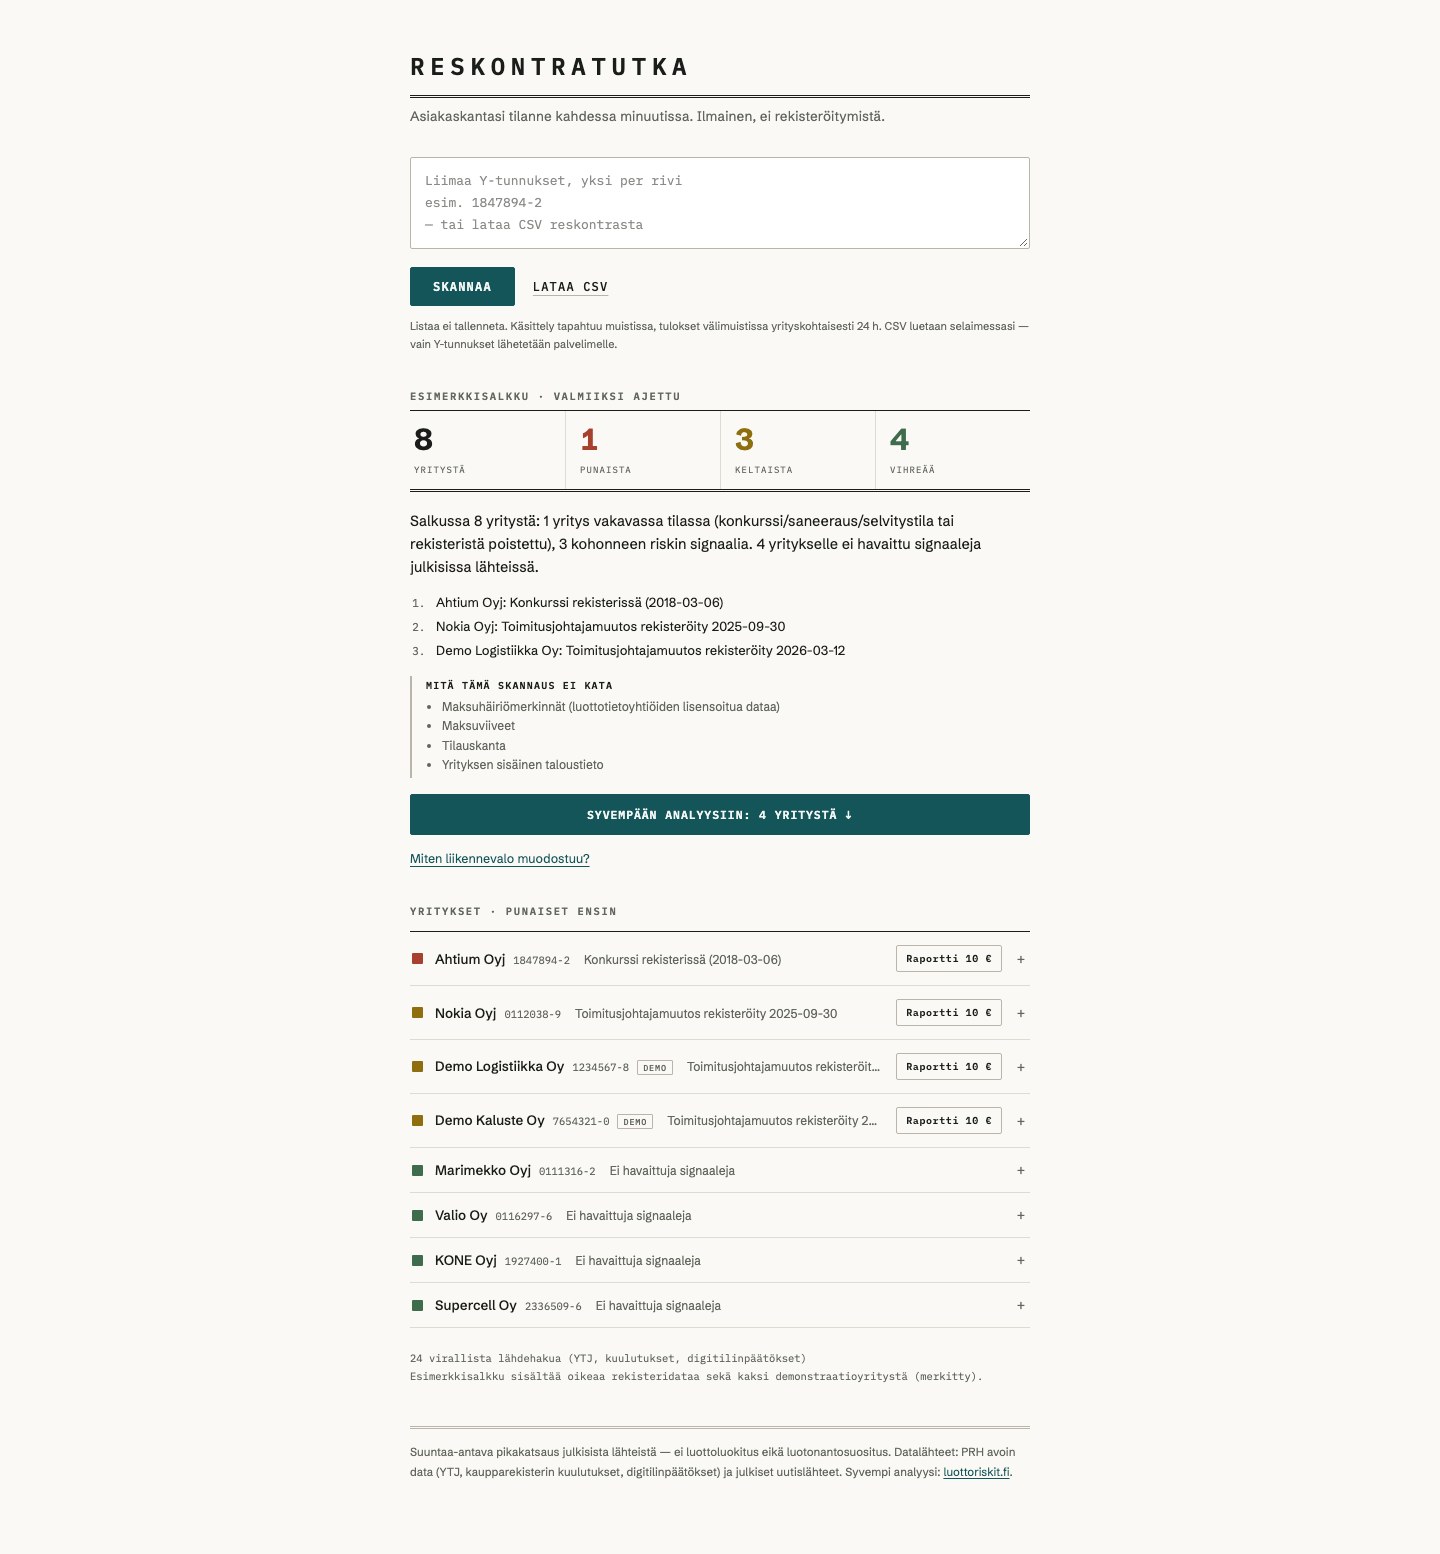 RESKONTRATUTKA
Asiakaskantasi tilanne kahdessa minuutissa. Ilmainen, ei rekisteröitymistä.
Liimaa Y-tunnukset, yksi per rivi
esim. 1847894-2
— tai lataa CSV reskontrasta
SKANNAA LATAA CSV
Listaa ei tallenneta. Käsittely tapahtuu muistissa, tulokset välimuistissa yrityskohtaisesti 24 h. CSV luetaan selaimessasi —
vain Y-tunnukset lähetetään palvelimelle.
ESIMERKKISALKKU · VALMIIKSI AJETTU
8 1 3 4
YRITYSTÄ PUNAISTA KELTAISTA VIHREÄÄ
Salkussa 8 yritystä: 1 yritys vakavassa tilassa (konkurssi/saneeraus/selvitystila tai
rekisteristä poistettu), 3 kohonneen riskin signaalia. 4 yritykselle ei havaittu signaaleja
julkisissa lähteissä.
1. Ahtium Oyj: Konkurssi rekisterissä (2018-03-06)
2. Nokia Oyj: Toimitusjohtajamuutos rekisteröity 2025-09-30
3. Demo Logistiikka Oy: Toimitusjohtajamuutos rekisteröity 2026-03-12
MITÄ TÄMÄ SKANNAUS EI KATA
• Maksuhäiriömerkinnät (luottotietoyhtiöiden lisensoitua dataa)
• Maksuviiveet
• Tilauskanta
• Yrityksen sisäinen taloustieto
SYVEMPÄÄN ANALYYSIIN: 4 YRITYSTÄ ↓
Miten liikennevalo muodostuu?
YRITYKSET · PUNAISET ENSIN
Ahtium Oyj 1847894-2 Konkurssi rekisterissä (2018-03-06) Raportti 10 € +
Nokia Oyj 0112038-9 Toimitusjohtajamuutos rekisteröity 2025-09-30 Raportti 10 € +
Demo Logistiikka Oy 1234567-8 DEMO Toimitusjohtajamuutos rekisteröit… Raportti 10 € +
Demo Kaluste Oy 7654321-0 DEMO Toimitusjohtajamuutos rekisteröity 2… Raportti 10 € +
Marimekko Oyj 0111316-2 Ei havaittuja signaaleja +
Valio Oy 0116297-6 Ei havaittuja signaaleja +
KONE Oyj 1927400-1 Ei havaittuja signaaleja +
Supercell Oy 2336509-6 Ei havaittuja signaaleja +
24 virallista lähdehakua (YTJ, kuulutukset, digitilinpäätökset)
Esimerkkisalkku sisältää oikeaa rekisteridataa sekä kaksi demonstraatioyritystä (merkitty).
Suuntaa-antava pikakatsaus julkisista lähteistä — ei luottoluokitus eikä luotonantosuositus. Datalähteet: PRH avoin
data (YTJ, kaupparekisterin kuulutukset, digitilinpäätökset) ja julkiset uutislähteet. Syvempi analyysi: luottoriskit.fi.